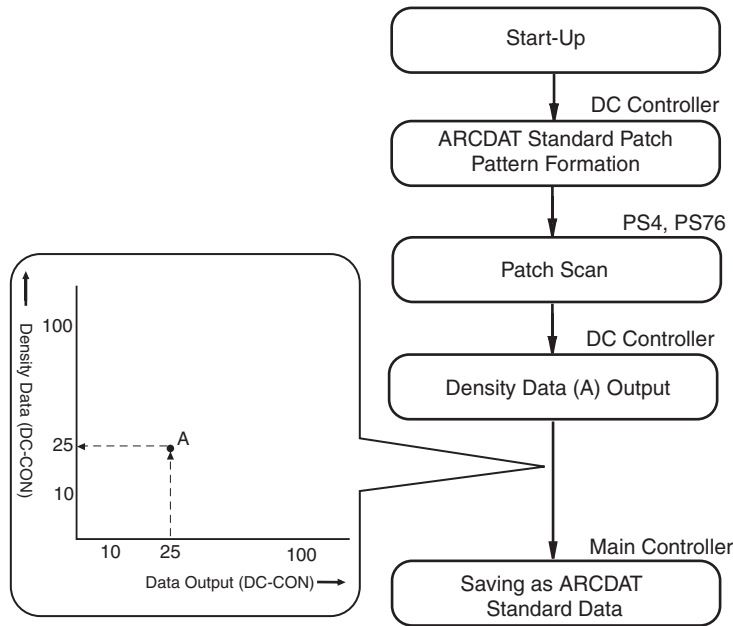 Start-Up
DC Controller
ARCDAT Standard Patch
Pattern Formation
PS4, PS76
Patch Scan
DC Controller
Density Data (A) Output
Main Controller
Saving as ARCDAT
Standard Data
Density Data (DC-CON)
100
25
10
A
10
25
100
Data Output (DC-CON)